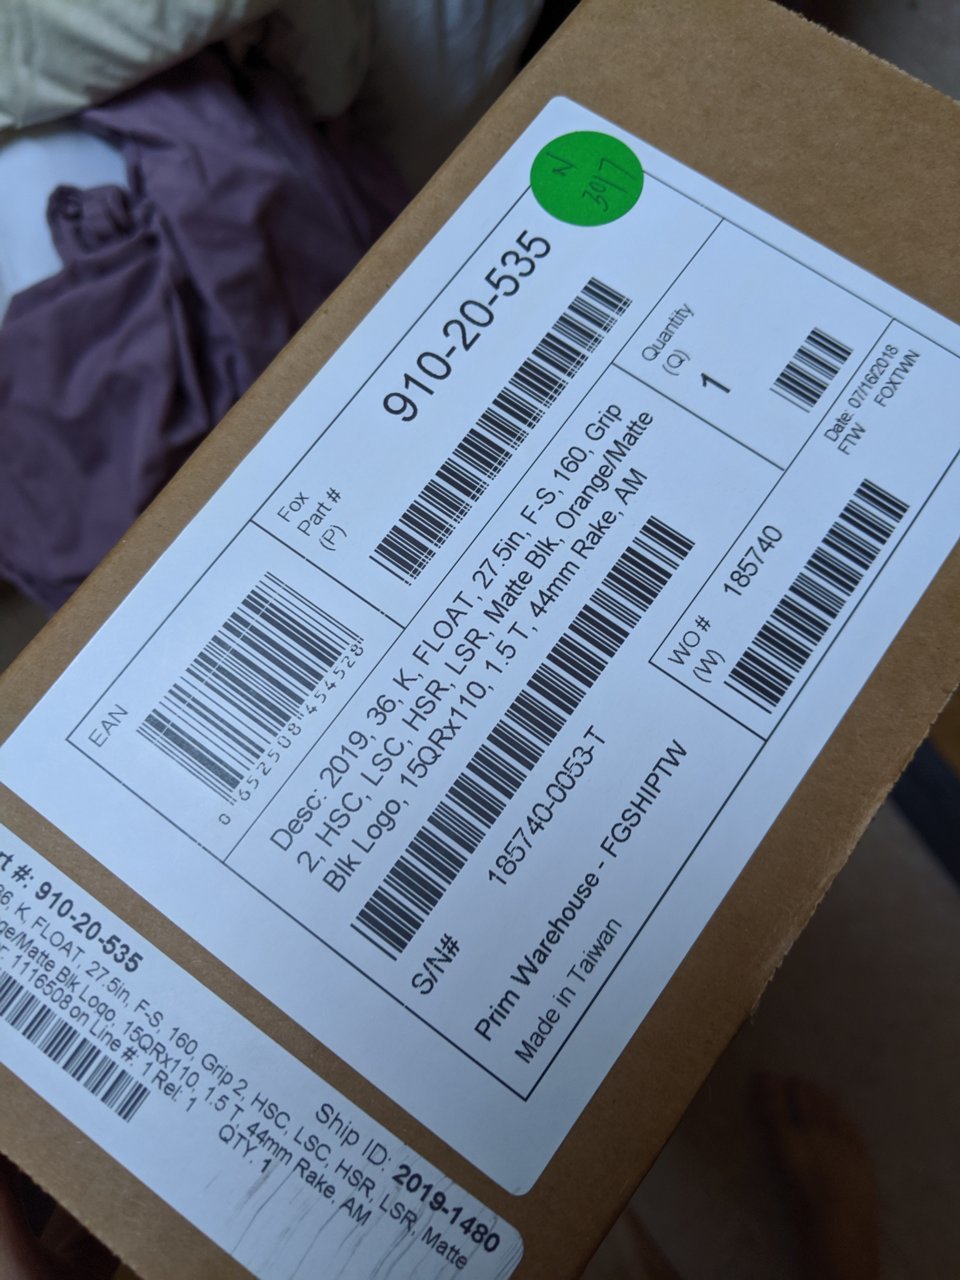 N
3017
Fox
Part #
(P)
910-20-535
EAN
0 652508 454528
Quantity
(Q)
1
Desc: 2019, 36, K, FLOAT, 27.5in, F-S, 160, Grip
2, HSC, LSC, HSR, LSR, Matte Blk, Orange/Matte
Blk Logo, 15QRx110, 1.5 T, 44mm Rake, AM
Date: 07/16/2018
FTW FOXTWN
S/N# 185740-0053-T
WO # 185740
(W)
Prim Warehouse - FGSHIPTW
Made in Taiwan
Ship ID: 2019-1480
rt #: 910-20-535
36, K, FLOAT, 27.5in, F-S, 160, Grip 2, HSC, LSC, HSR, LSR, Matte
ge/Matte Blk Logo, 15QRx110, 1.5 T, 44mm Rake, AM
r: 1116508 on Line #: 1 Rel: 1 QTY: 1